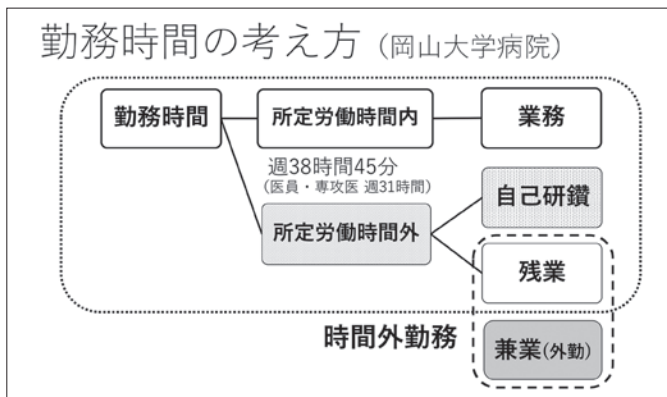 勤務時間の考え方（岡山大学病院）
勤務時間
所定労働時間内
業務
週38時間45分
（医員・専攻医 週31時間）
自己研鑽
所定労働時間外
残業
時間外勤務
兼業(外勤)